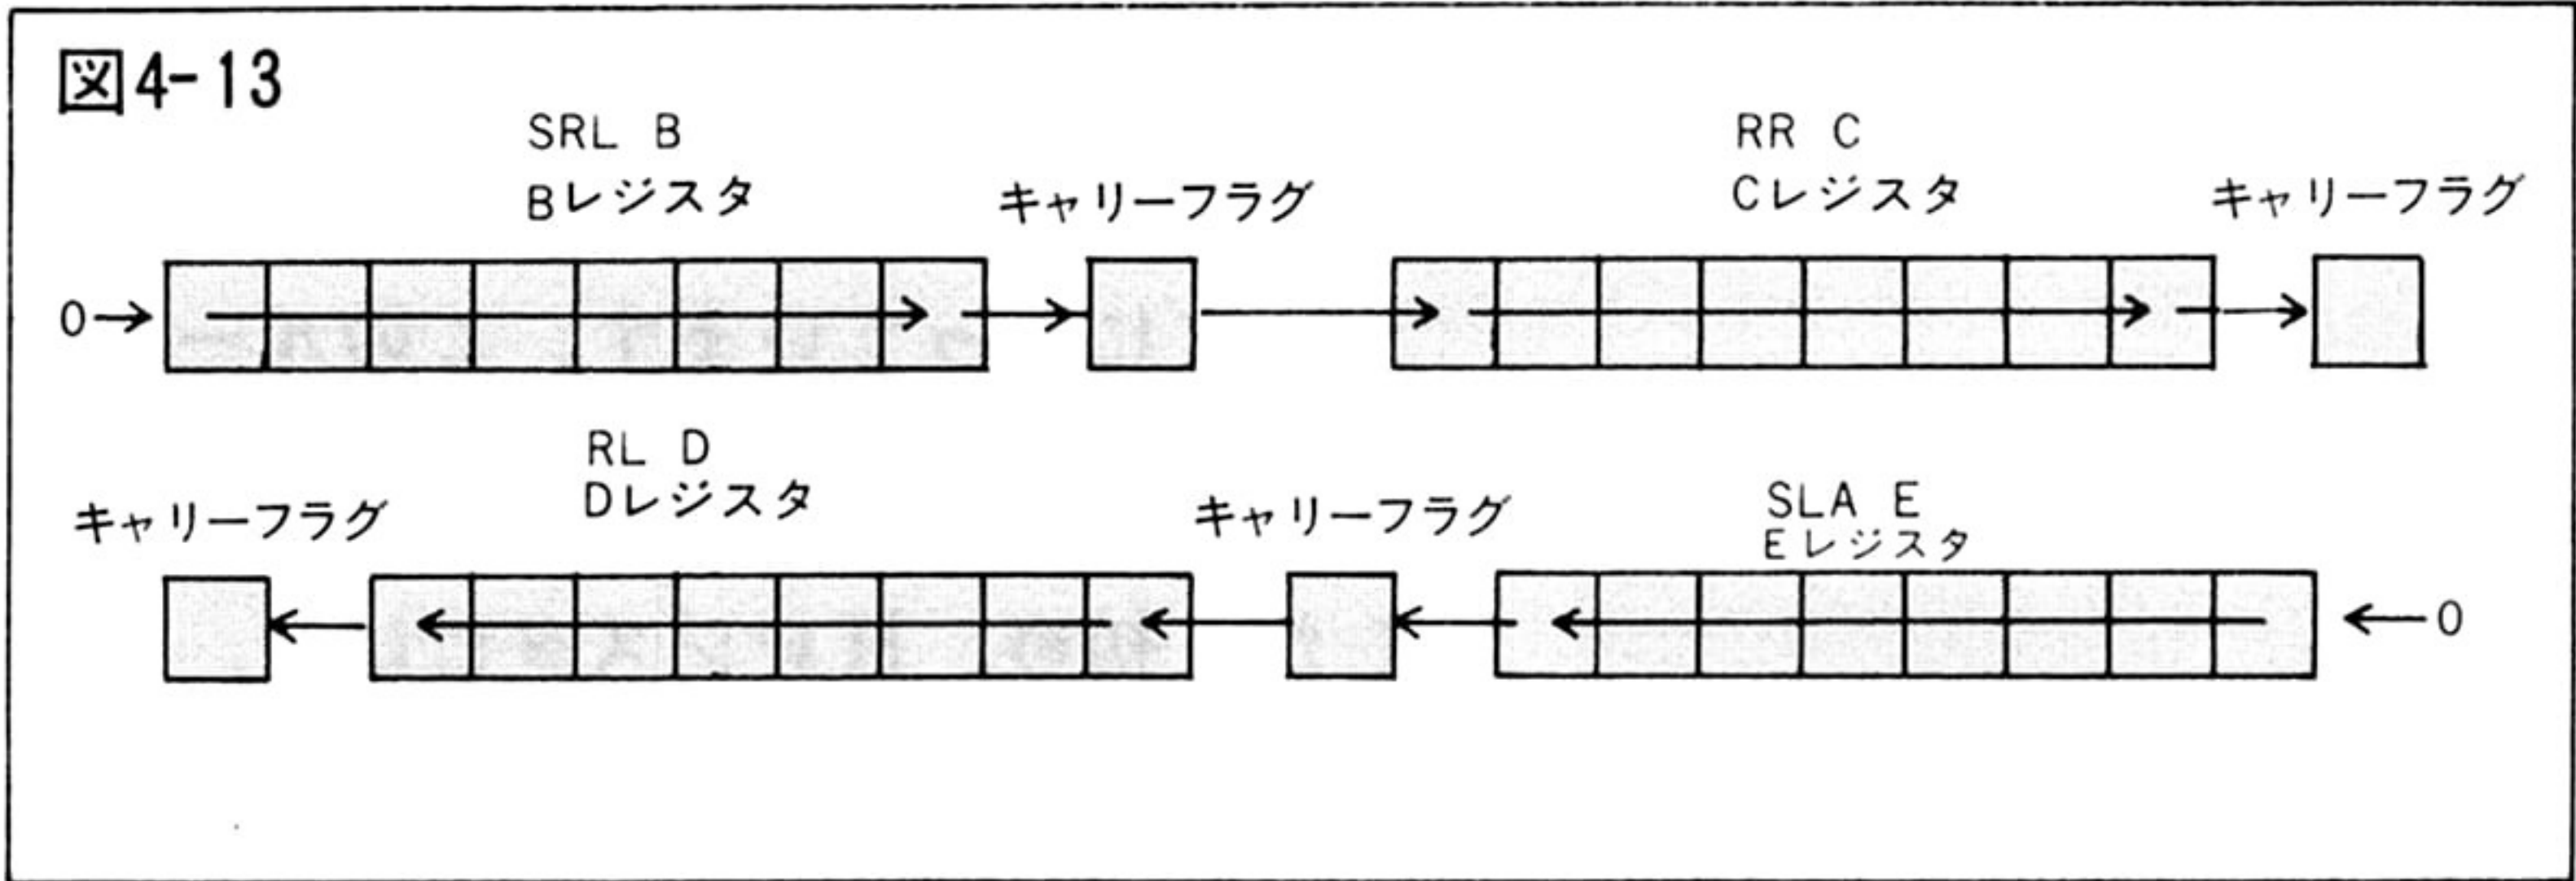 図4-13
SRL B
Bレジスタ
キャリーフラグ
RR C
Cレジスタ
キャリーフラグ
0
RL D
Dレジスタ
キャリーフラグ
キャリーフラグ
SLA E
Eレジスタ
0